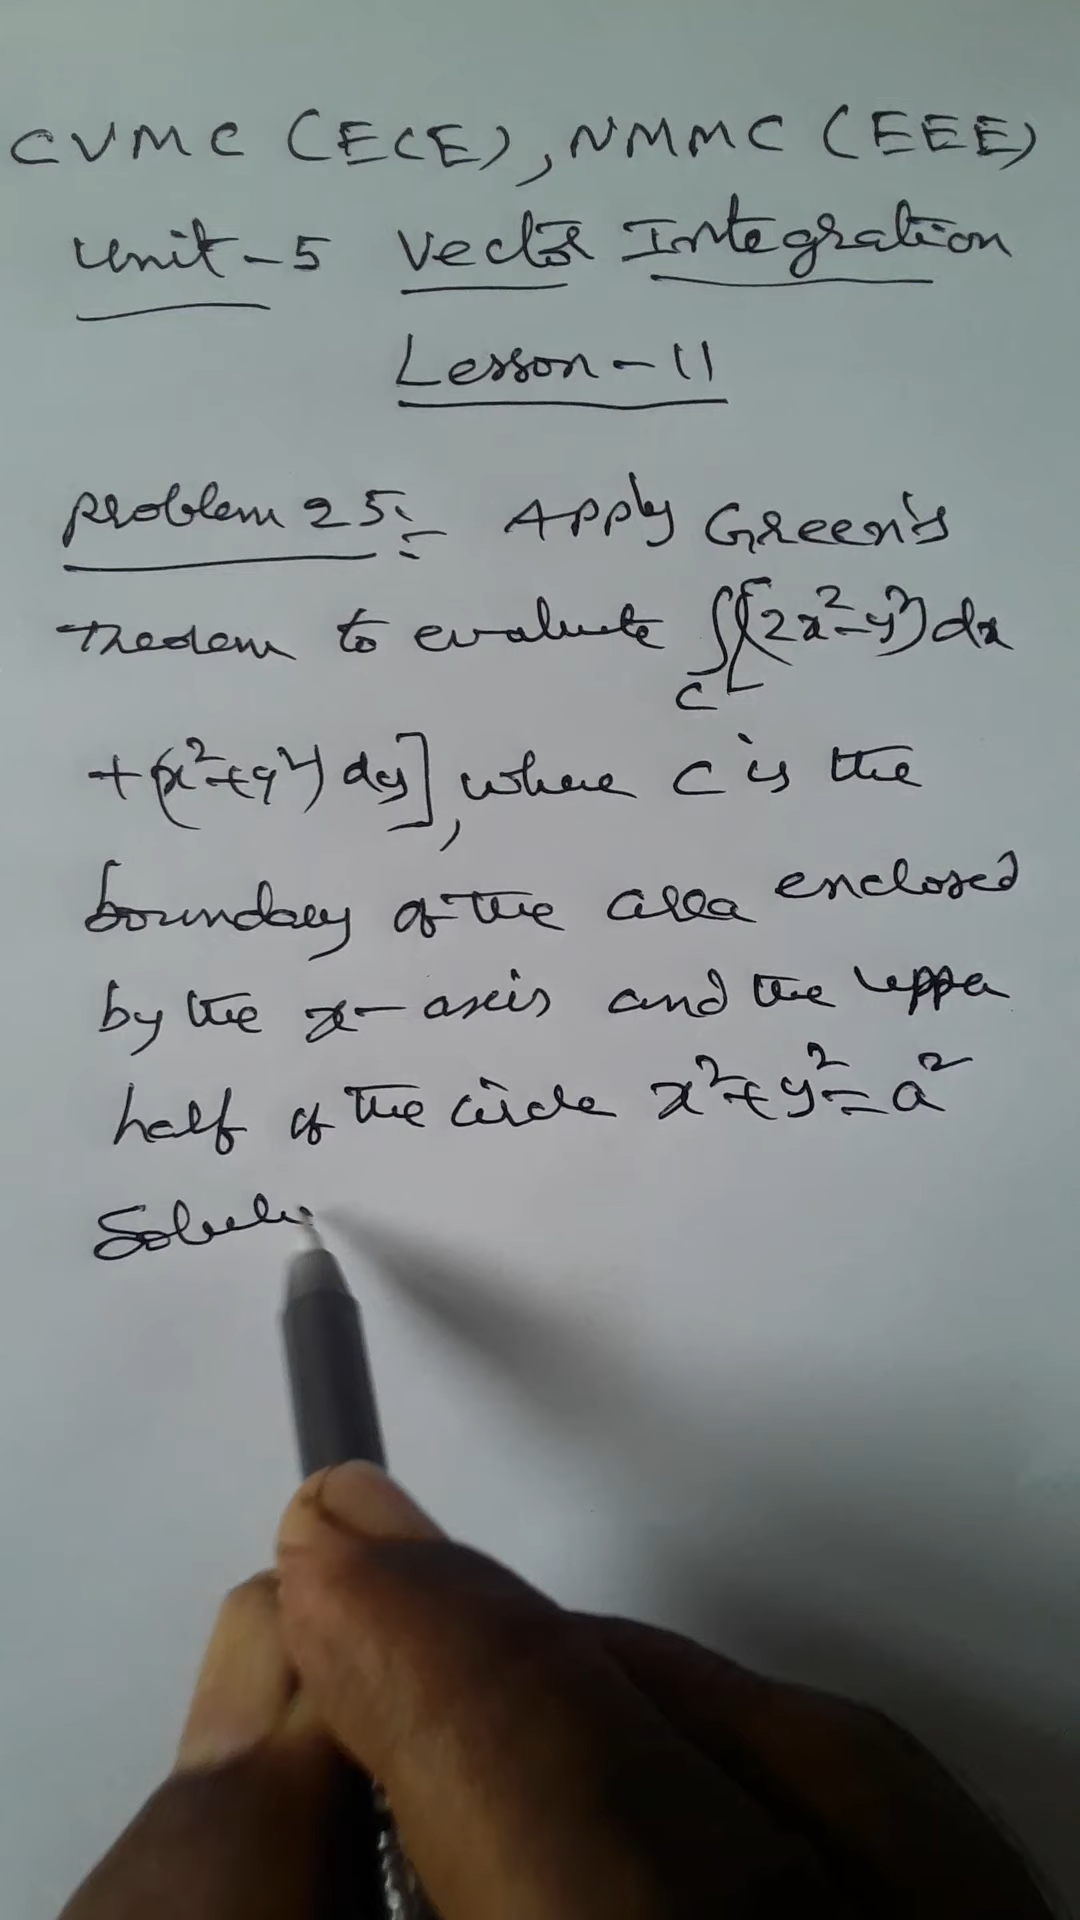 CVMC (ECE), NMMC (EEE)
Unit-5 Vector Integration
Lesson-11
Problem 25:- Apply Green's
Theorem to evaluate ∫_C[(2x²-y²)dx
+(x²+y²)dy], where C is the
boundary of the area enclosed
by the x-axis and the upper
half of the circle x²+y²=a²
Soluti